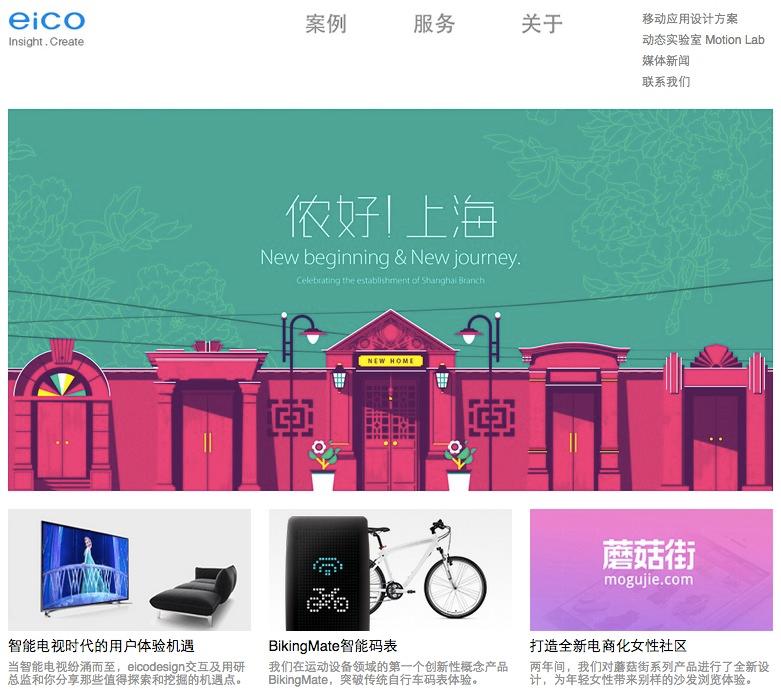 eico
Insight . Create
案例
服务
关于
移动应用设计方案
动态实验室 Motion Lab
媒体新闻
联系我们
侬好! 上海
New beginning & New journey.
Celebrating the establishment of Shanghai Branch
NEW HOME
蘑菇街
mogujie.com
智能电视时代的用户体验机遇
当智能电视纷涌而至，eicodesign交互及用研
总监和你分享那些值得探索和挖掘的机遇点。
BikingMate智能码表
我们在运动设备领域的第一个创新性概念产品
BikingMate，突破传统自行车码表体验。
打造全新电商化女性社区
两年间，我们对蘑菇街系列产品进行了全新设
计，为年轻女性带来别样的沙发浏览体验。